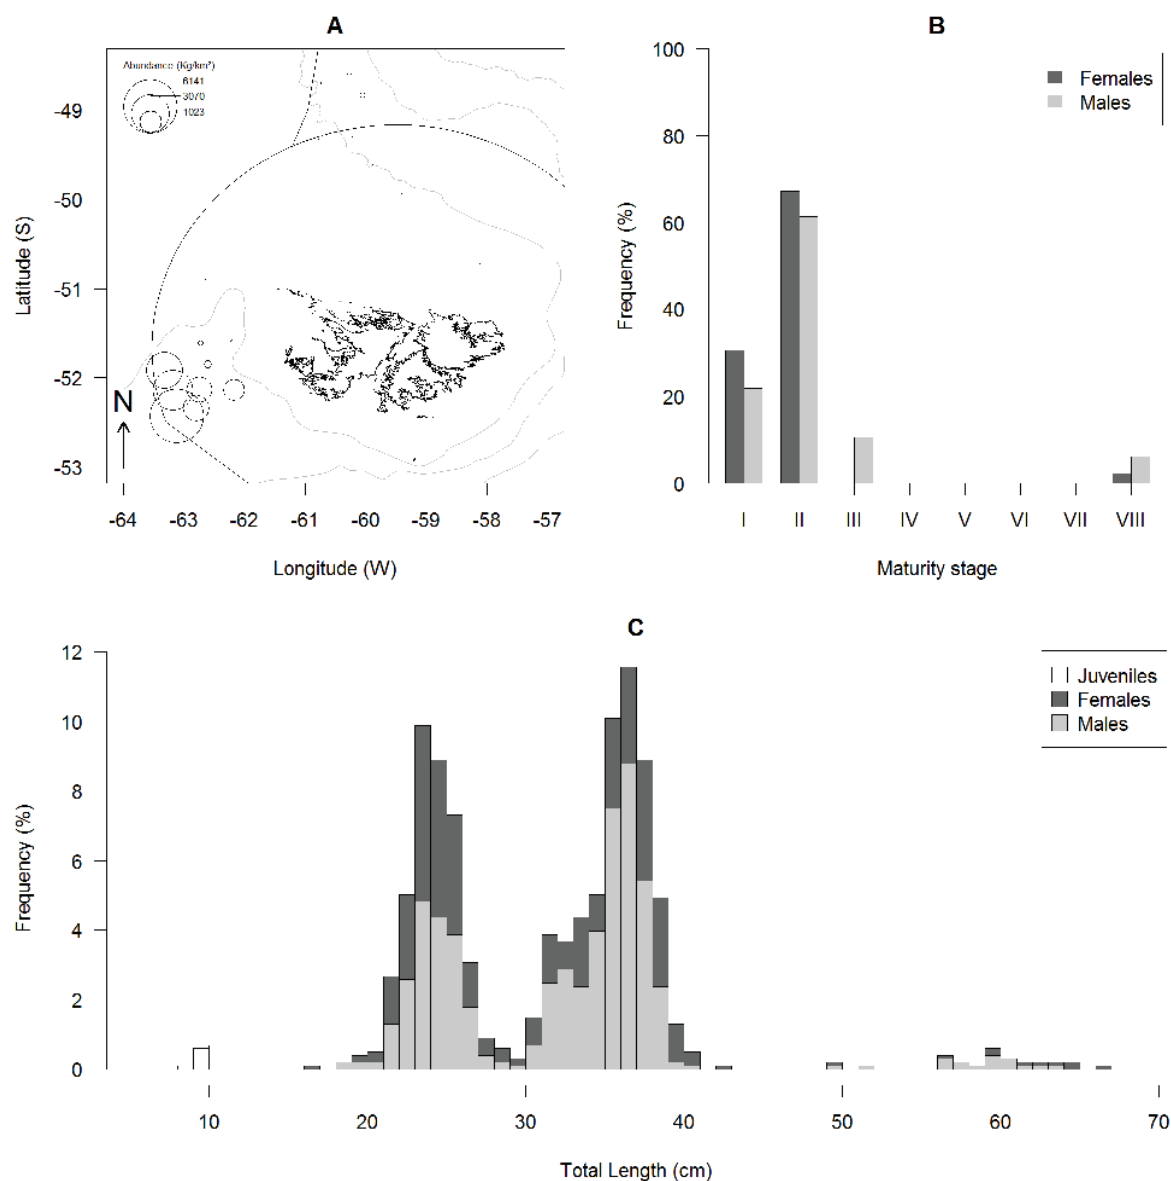 A
Abundance (Kg/km²)
6141
3070
1023
-49
-50
-51
-52
-53
Latitude (S)
N
-64 -63 -62 -61 -60 -59 -58 -57
Longitude (W)
B
100
80
60
40
20
0
Frequency (%)
Females
Males
I II III IV V VI VII VIII
Maturity stage
C
12
10
8
6
4
2
0
Frequency (%)
Juveniles
Females
Males
10 20 30 40 50 60 70
Total Length (cm)